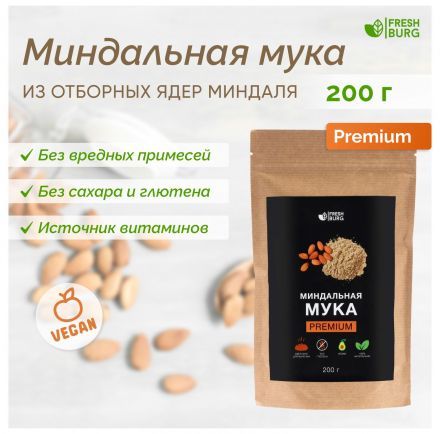 FRESH
BURG
Миндальная мука
ИЗ ОТБОРНЫХ ЯДЕР МИНДАЛЯ
200 г
Premium
Без вредных примесей
Без сахара и глютена
Источник витаминов
VEGAN
FRESH
BURG
МИНДАЛЬНАЯ
МУКА
PREMIUM
200 г